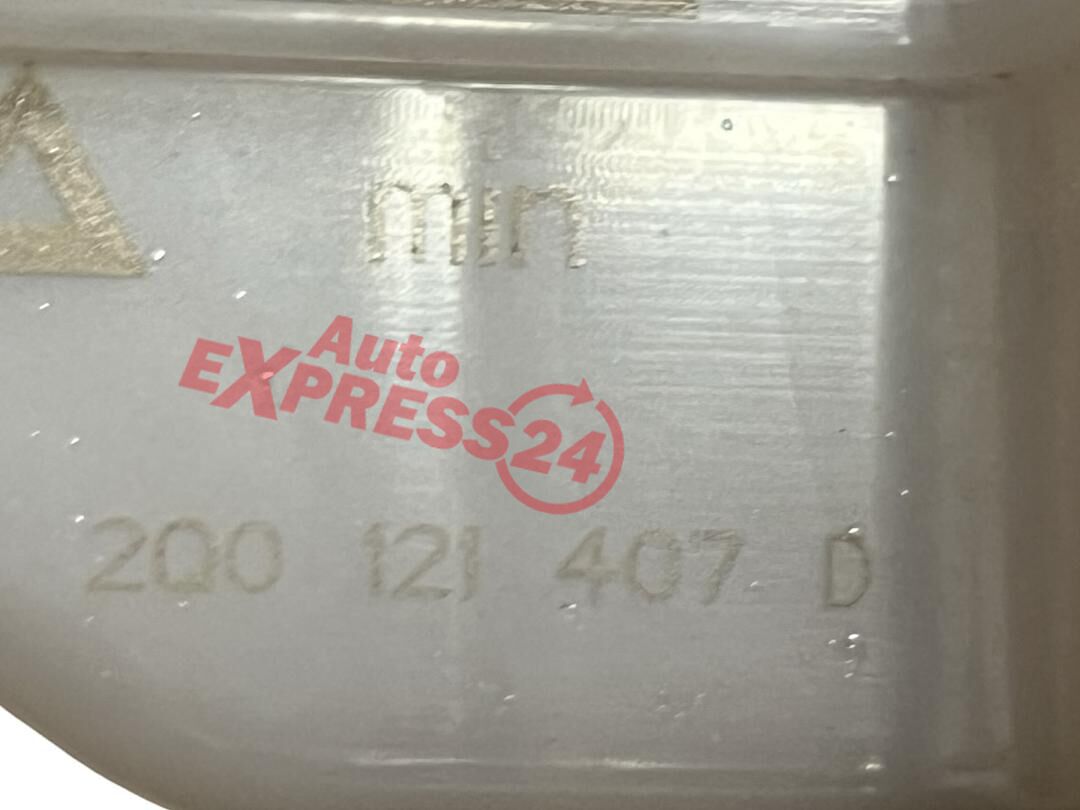 min
Auto
EXPRESS24
2Q0 121 407 D